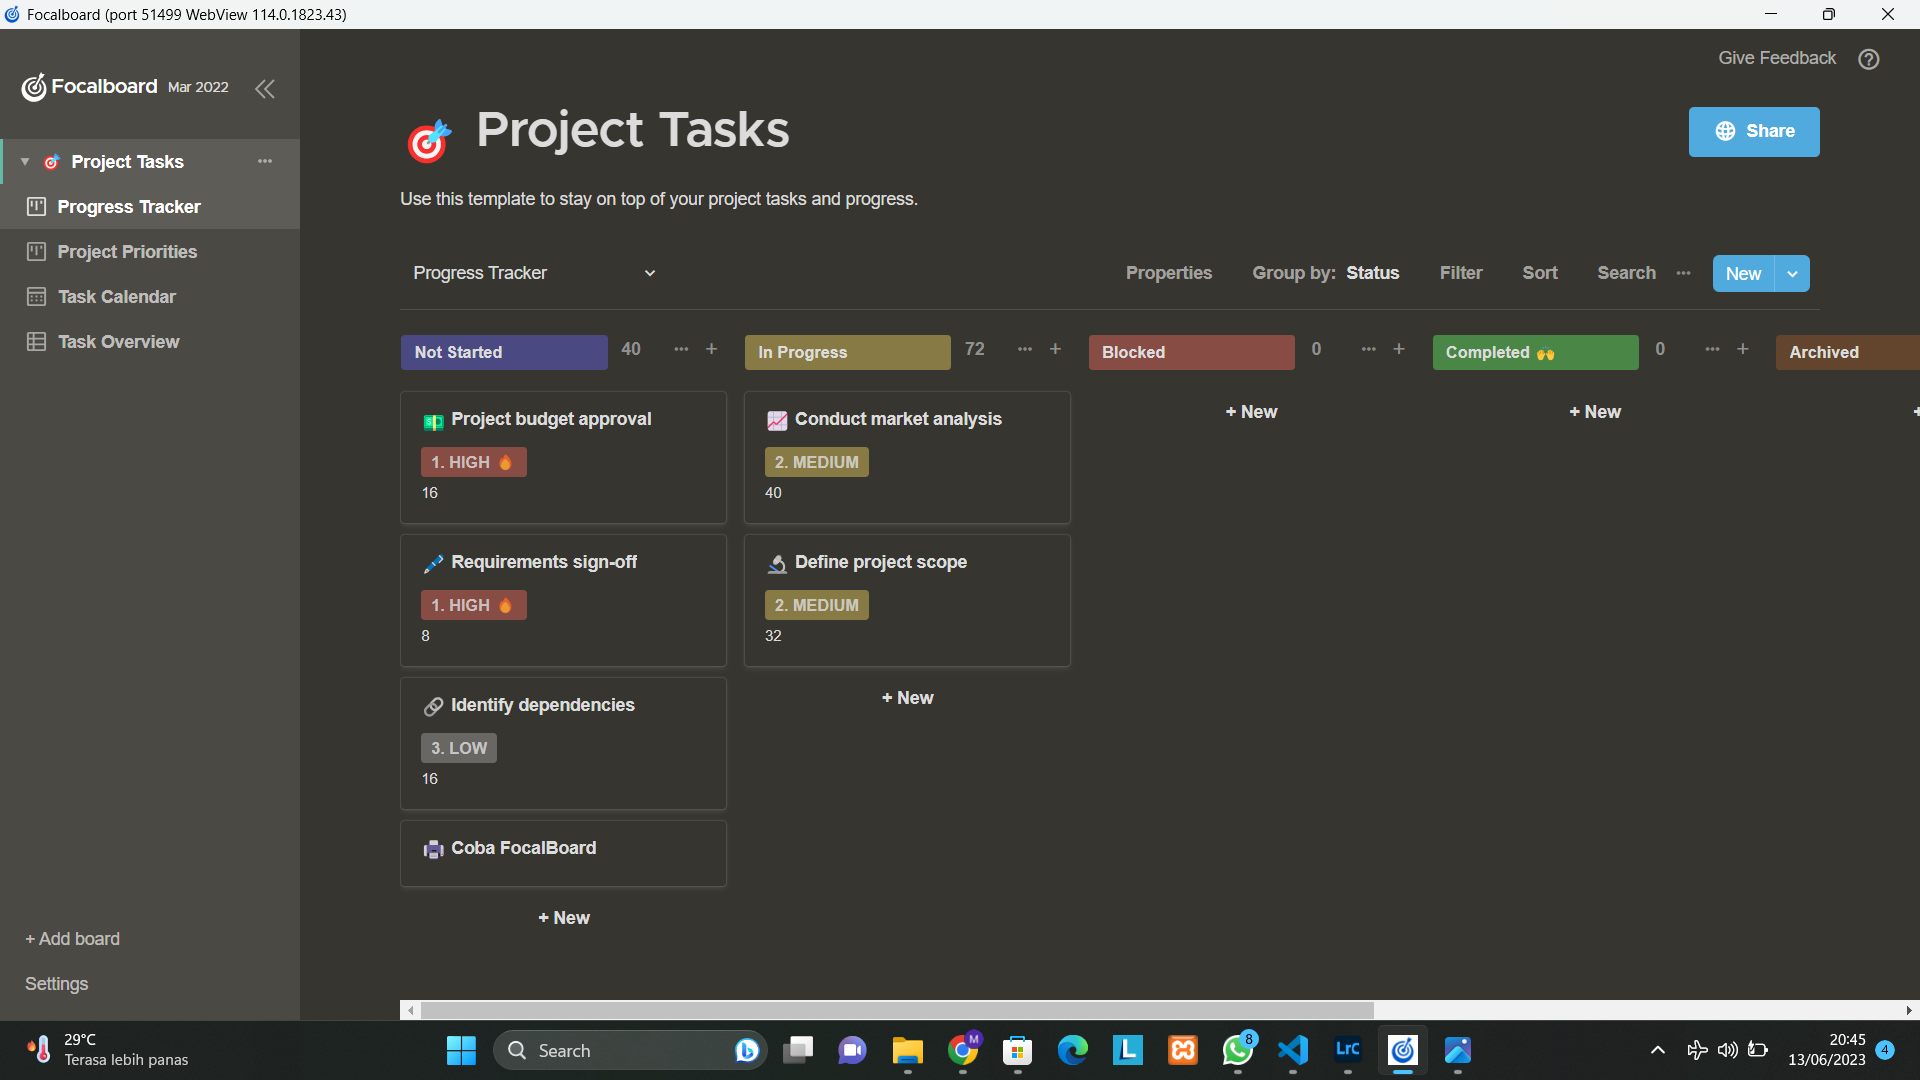 Focalboard (port 51499 WebView 114.0.1823.43)
Give Feedback
Focalboard Mar 2022
Project Tasks
Progress Tracker
Project Priorities
Task Calendar
Task Overview
+ Add board
Settings
Project Tasks
Share
Use this template to stay on top of your project tasks and progress.
Progress Tracker
Properties Group by: Status Filter Sort Search New
Not Started 40
Project budget approval
1. HIGH
16
Requirements sign-off
1. HIGH
8
Identify dependencies
3. LOW
16
Coba FocalBoard
+ New
In Progress 72
Conduct market analysis
2. MEDIUM
40
Define project scope
2. MEDIUM
32
+ New
Blocked 0
+ New
Completed 0
+ New
Archived
+
29°C
Terasa lebih panas
Search
M
L
8
LrC
20:45
13/06/2023
4